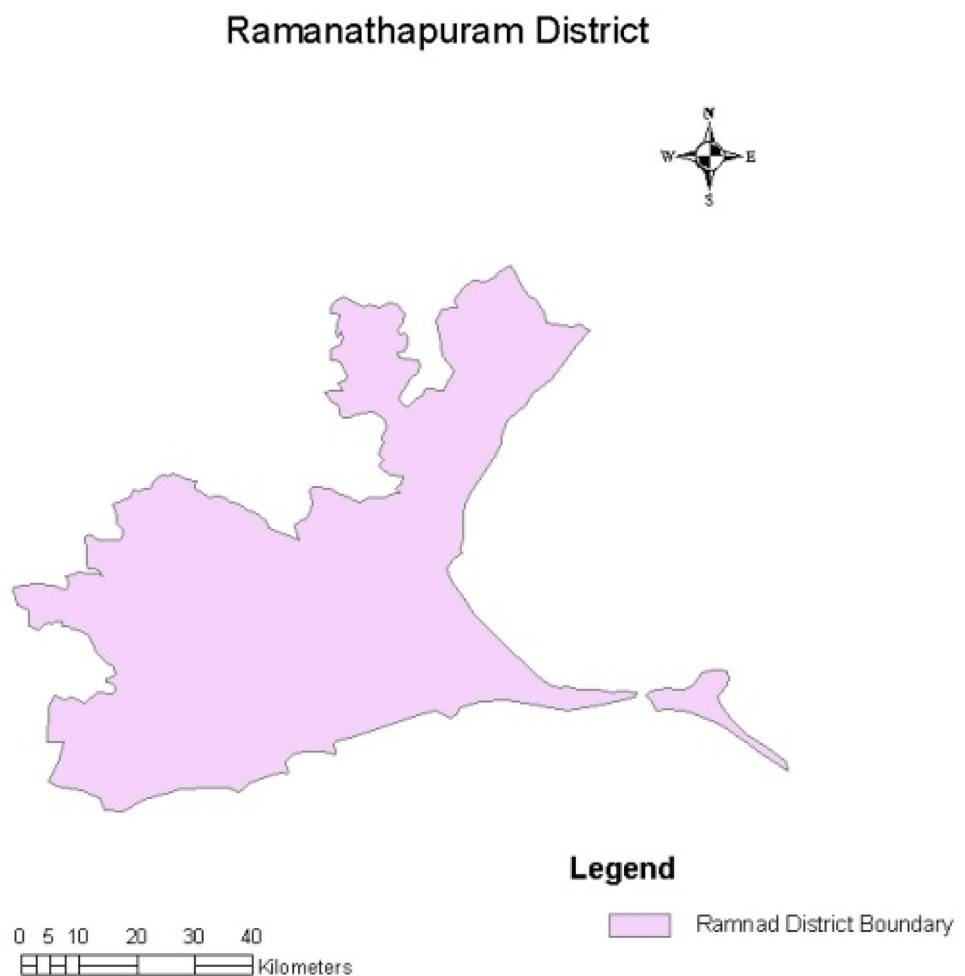 Ramanathapuram District
N
W E
S
Legend
Ramnad District Boundary
0 5 10 20 30 40
Kilometers